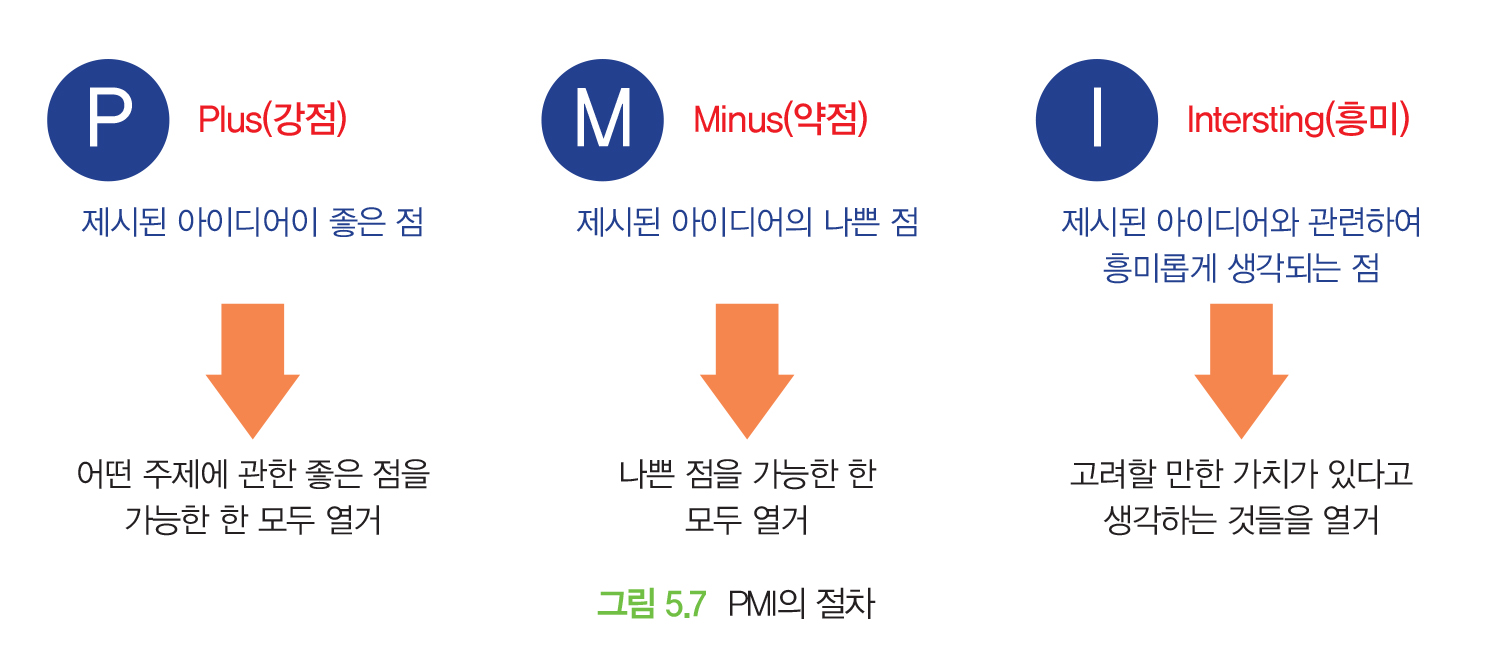 P
Plus(강점)
제시된 아이디어이 좋은 점
어떤 주제에 관한 좋은 점을
가능한 한 모두 열거
M
Minus(약점)
제시된 아이디어의 나쁜 점
나쁜 점을 가능한 한
모두 열거
I
Intersting(흥미)
제시된 아이디어와 관련하여
흥미롭게 생각되는 점
고려할 만한 가치가 있다고
생각하는 것들을 열거
그림 5.7 PMI의 절차